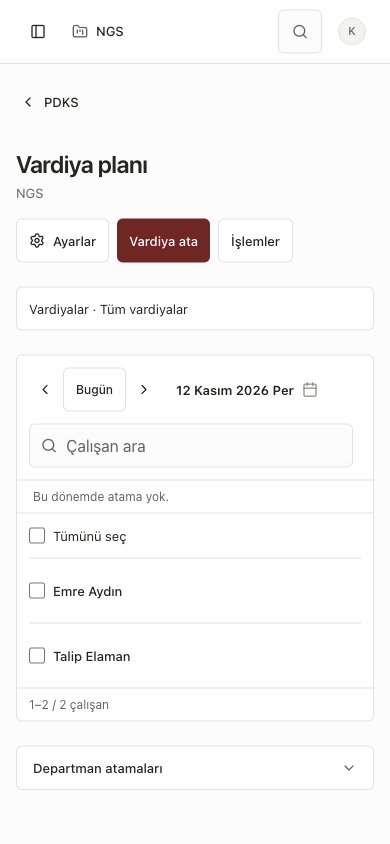 NGS
K
PDKS
Vardiya planı
NGS
Ayarlar
Vardiya ata
İşlemler
Vardiyalar · Tüm vardiyalar
Bugün
12 Kasım 2026 Per
Çalışan ara
Bu dönemde atama yok.
Tümünü seç
Emre Aydın
Talip Elaman
1–2 / 2 çalışan
Departman atamaları